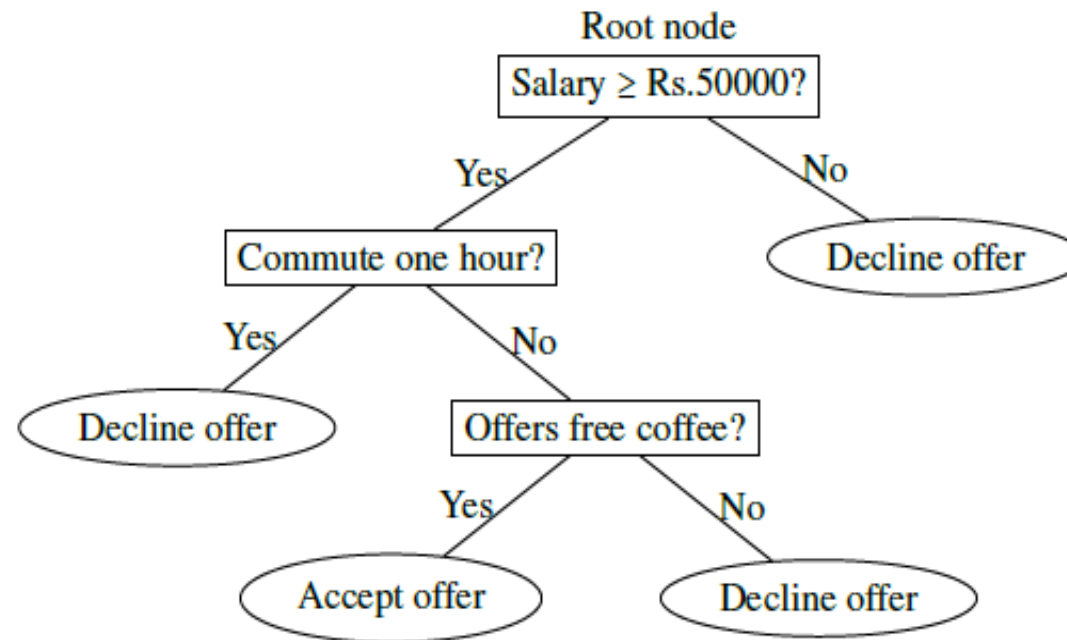 Root node
Salary ≥ Rs.50000?
Yes
No
Commute one hour?
Decline offer
Yes
No
Decline offer
Offers free coffee?
Yes
No
Accept offer
Decline offer